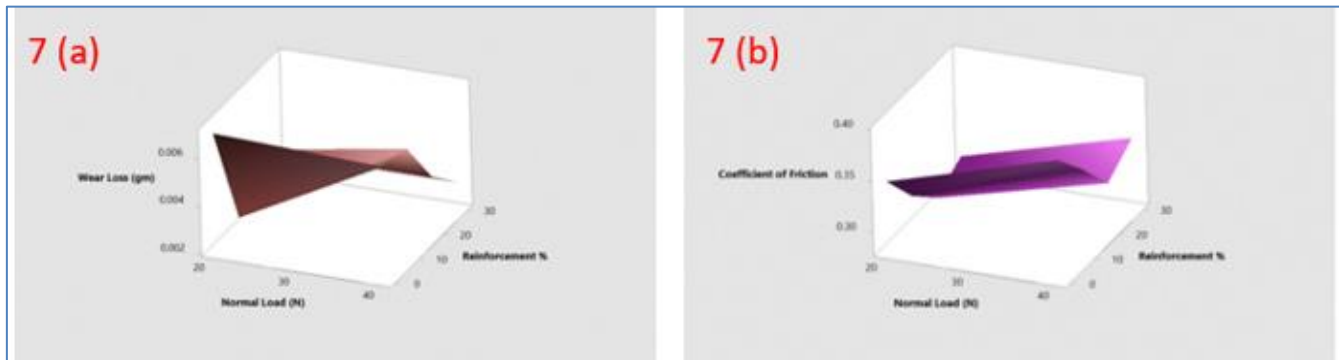 7 (a)
0.006
Wear Loss (gm)
0.004
0.002
20
30
40
Normal Load (N)
0
10
20
30
Reinforcement %
7 (b)
0.40
Coefficient of Friction
0.35
0.30
20
30
40
Normal Load (N)
0
10
20
30
Reinforcement %